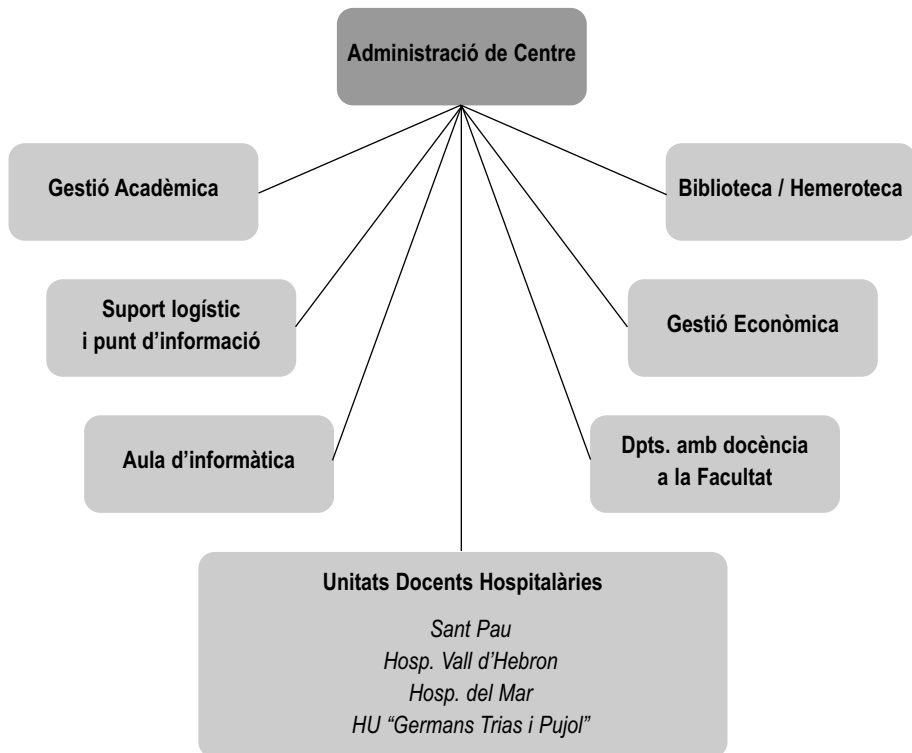 Administració de Centre
Gestió Acadèmica
Biblioteca / Hemeroteca
Suport logístic
i punt d’informació
Gestió Econòmica
Aula d’informàtica
Dpts. amb docència
a la Facultat
Unitats Docents Hospitalàries
Sant Pau
Hosp. Vall d’Hebron
Hosp. del Mar
HU “Germans Trias i Pujol”